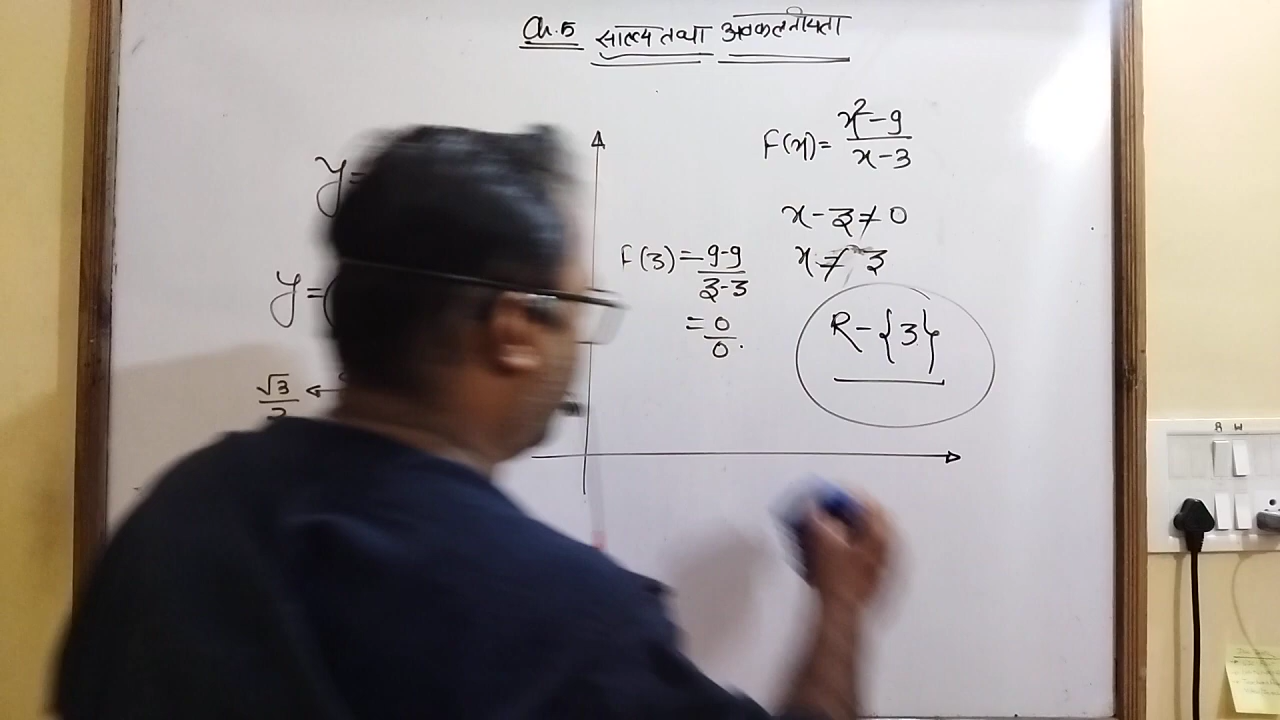 Ch.5 सातत्य तथा अवकलनीयता
y=
y=(
√3/2 ←
F(x)= x²-9/x-3
x-3≠0
x≠3
R-{3}
F(3)= 9-9/3-3
= 0/0.
R W